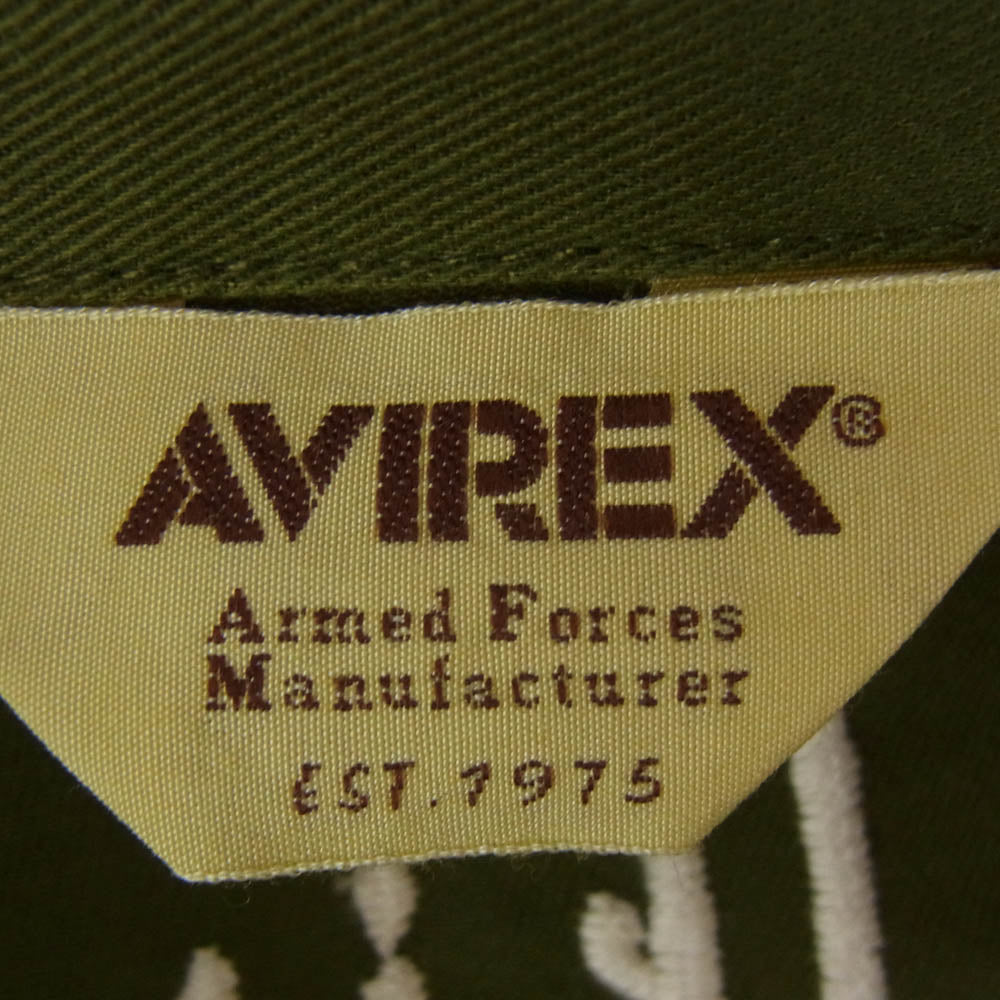 AVIREX®
Armed Forces
Manufacturer
EST.1975